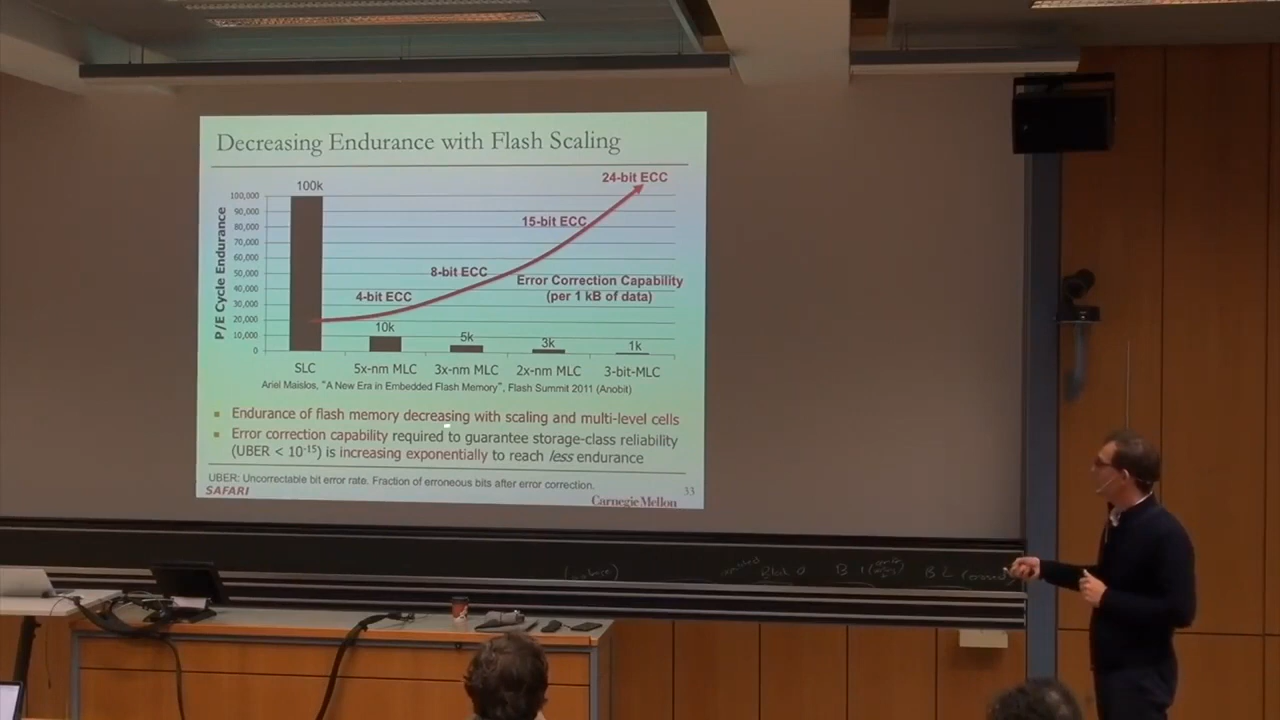 Decreasing Endurance with Flash Scaling
P/E Cycle Endurance
100,000
90,000
80,000
70,000
60,000
50,000
40,000
30,000
20,000
10,000
0
100k
10k
5k
3k
1k
4-bit ECC
8-bit ECC
15-bit ECC
24-bit ECC
Error Correction Capability
(per 1 kB of data)
SLC 5x-nm MLC 3x-nm MLC 2x-nm MLC 3-bit-MLC
Ariel Maislos, "A New Era in Embedded Flash Memory", Flash Summit 2011 (Anobit)
Endurance of flash memory decreasing with scaling and multi-level cells
Error correction capability required to guarantee storage-class reliability
(UBER < 10⁻¹⁵) is increasing exponentially to reach less endurance
UBER: Uncorrectable bit error rate. Fraction of erroneous bits after error correction.
SAFARI
Carnegie Mellon
33